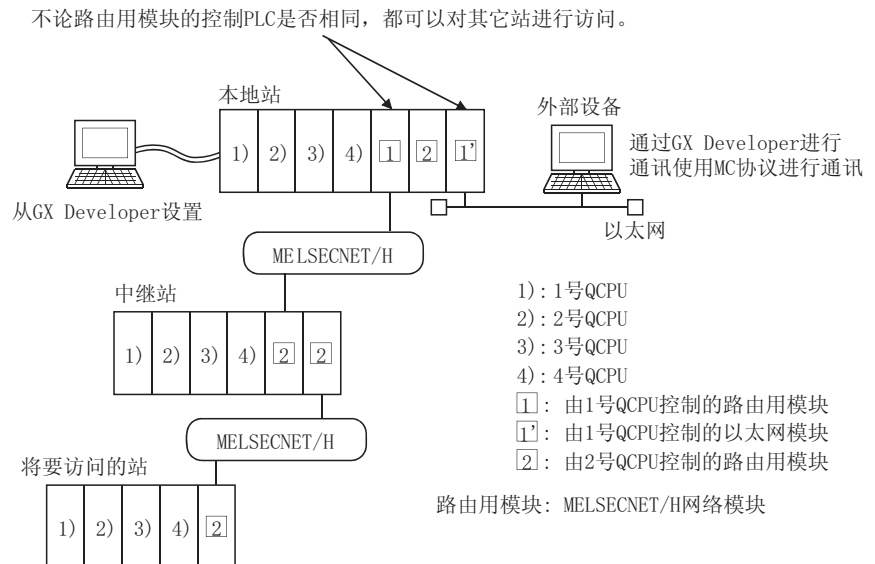 不论路由用模块的控制PLC是否相同，都可以对其它站进行访问。
本地站
外部设备
1) 2) 3) 4) 1 2 1'
通过GX Developer进行
通讯使用MC协议进行通讯
从GX Developer设置
以太网
MELSECNET/H
中继站
1) 2) 3) 4) 2 2
1): 1号QCPU
2): 2号QCPU
3): 3号QCPU
4): 4号QCPU
1: 由1号QCPU控制的路由用模块
1': 由1号QCPU控制的以太网模块
2: 由2号QCPU控制的路由用模块
MELSECNET/H
将要访问的站
路由用模块: MELSECNET/H网络模块
1) 2) 3) 4) 2